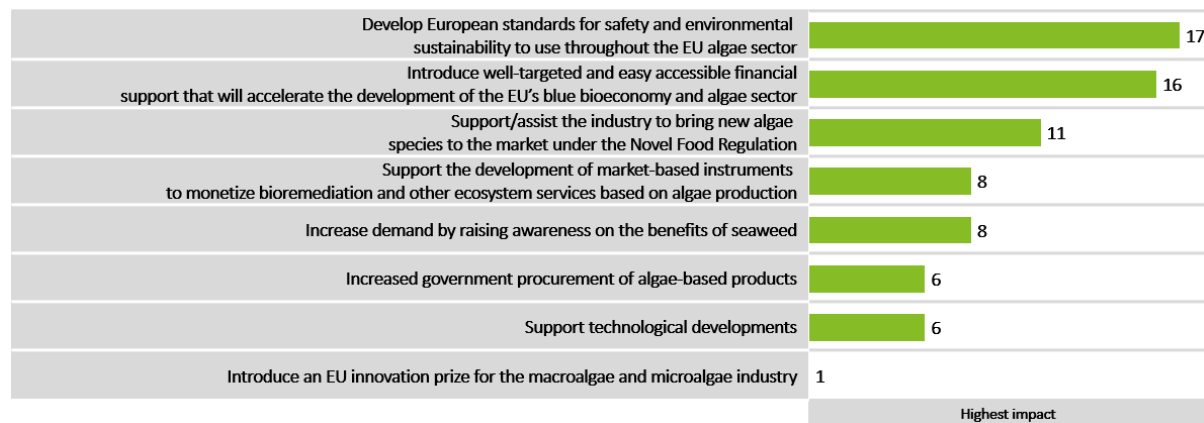 Develop European standards for safety and environmental
sustainability to use throughout the EU algae sector
17
Introduce well-targeted and easy accessible financial
support that will accelerate the development of the EU's blue bioeconomy and algae sector
16
Support/assist the industry to bring new algae
species to the market under the Novel Food Regulation
11
Support the development of market-based instruments
to monetize bioremediation and other ecosystem services based on algae production
8
Increase demand by raising awareness on the benefits of seaweed
8
Increased government procurement of algae-based products
6
Support technological developments
6
Introduce an EU innovation prize for the macroalgae and microalgae industry
1
Highest impact